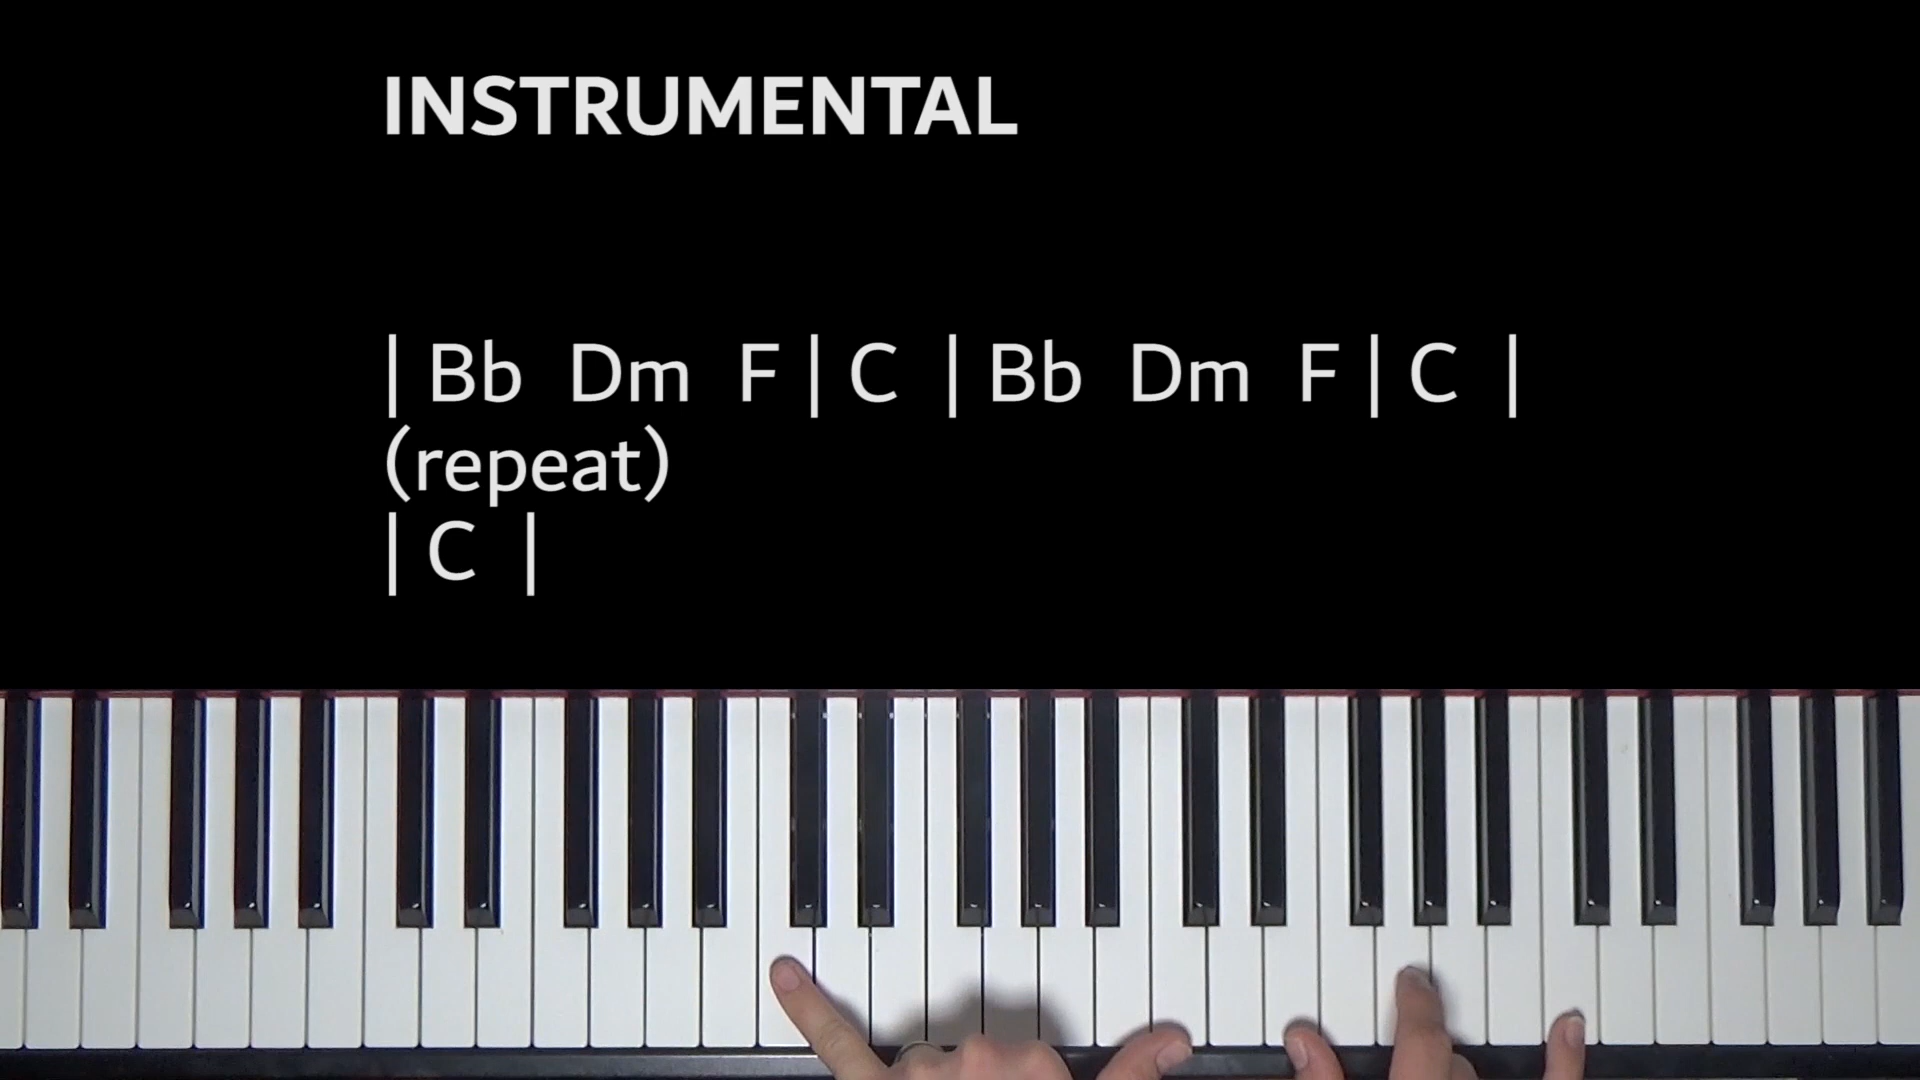 INSTRUMENTAL
| Bb Dm F | C | Bb Dm F | C |
(repeat)
| C |